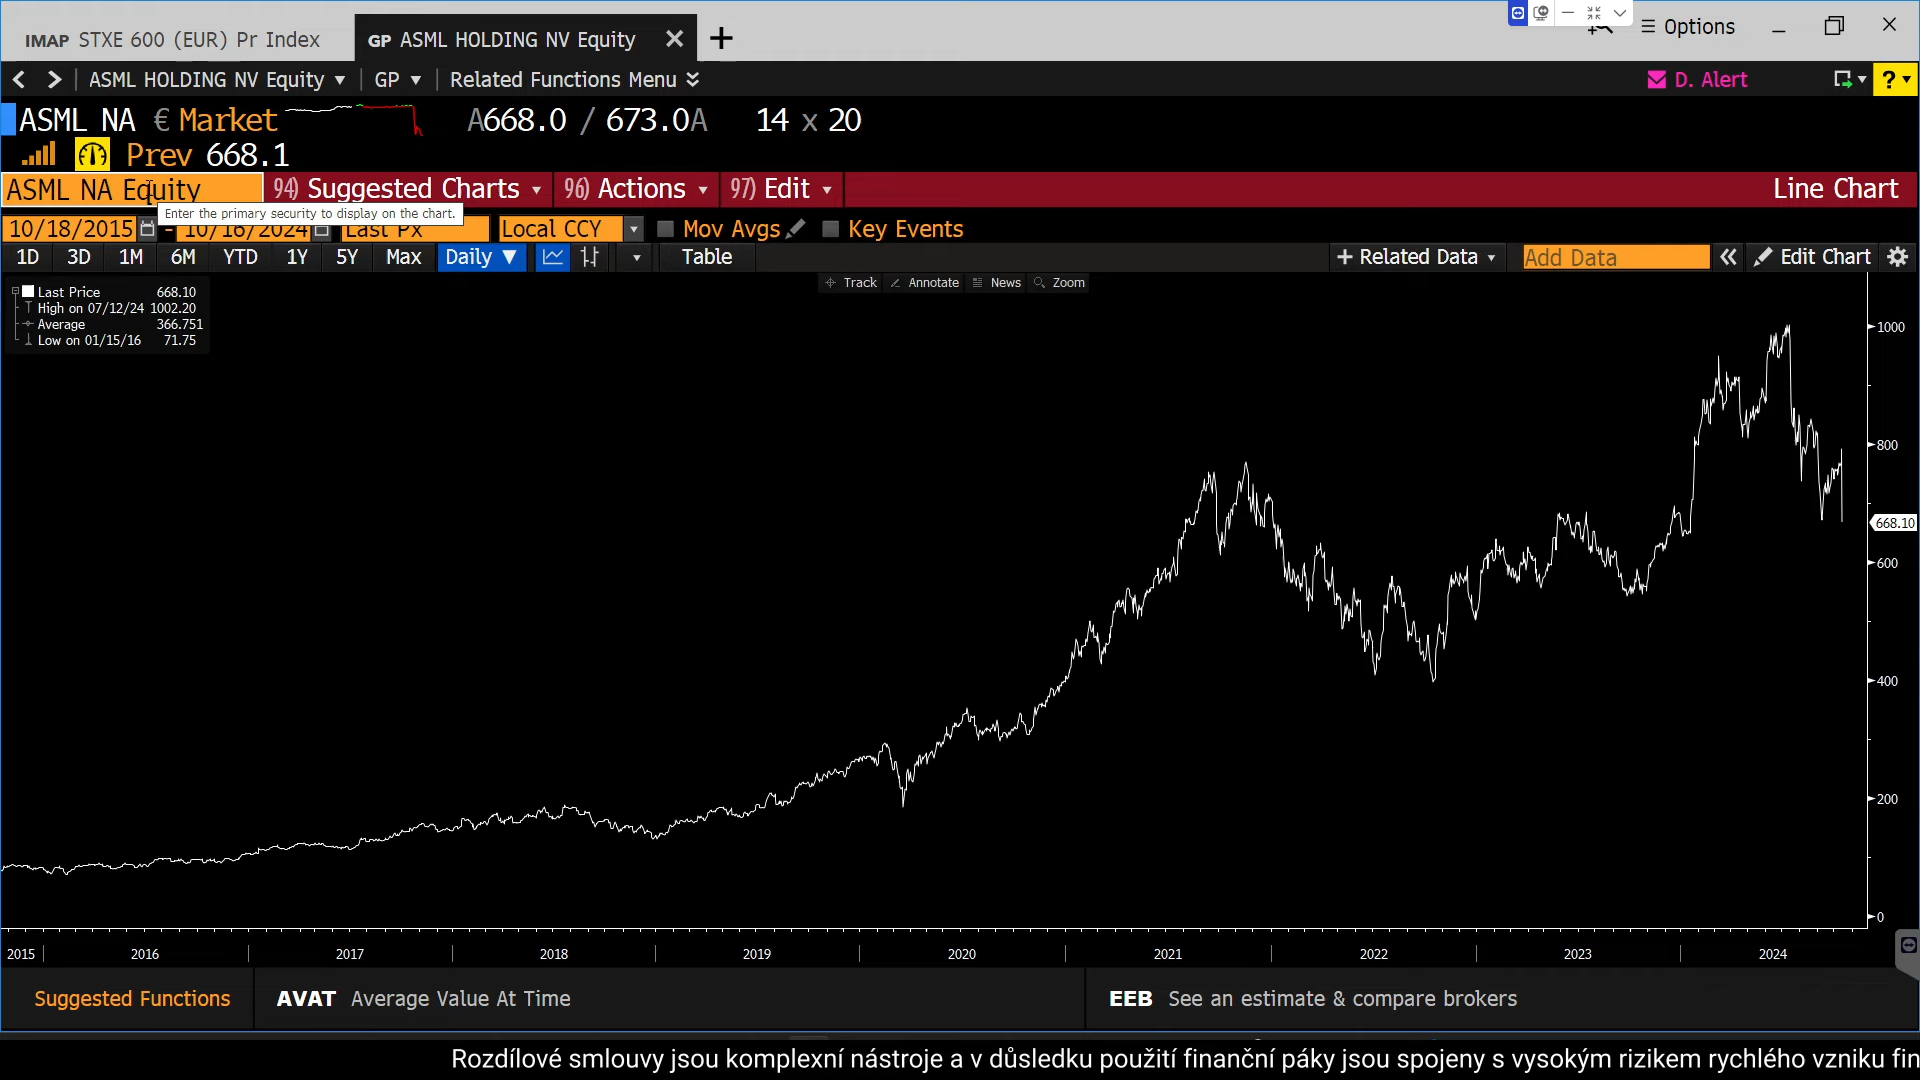 IMAP STXE 600 (EUR) Pr Index
GP ASML HOLDING NV Equity
Options
ASML HOLDING NV Equity
GP
Related Functions Menu
D. Alert
?
ASML NA € Market
A668.0 / 673.0A 14 x 20
Prev 668.1
ASML NA Equity
94) Suggested Charts
96) Actions
97) Edit
Line Chart
Enter the primary security to display on the chart.
10/18/2015 - 10/16/2024 Last Px
Local CCY
Mov Avgs
Key Events
1D 3D 1M 6M YTD 1Y 5Y Max Daily ▼ Table
+ Related Data
Add Data
Edit Chart
Track Annotate News Zoom
Last Price 668.10
High on 07/12/24 1002.20
Average 366.751
Low on 01/15/16 71.75
1000
800
668.10
600
400
200
0
2015 2016 2017 2018 2019 2020 2021 2022 2023 2024
Suggested Functions
AVAT Average Value At Time
EEB See an estimate & compare brokers
Rozdílové smlouvy jsou komplexní nástroje a v důsledku použití finanční páky jsou spojeny s vysokým rizikem rychlého vzniku fin